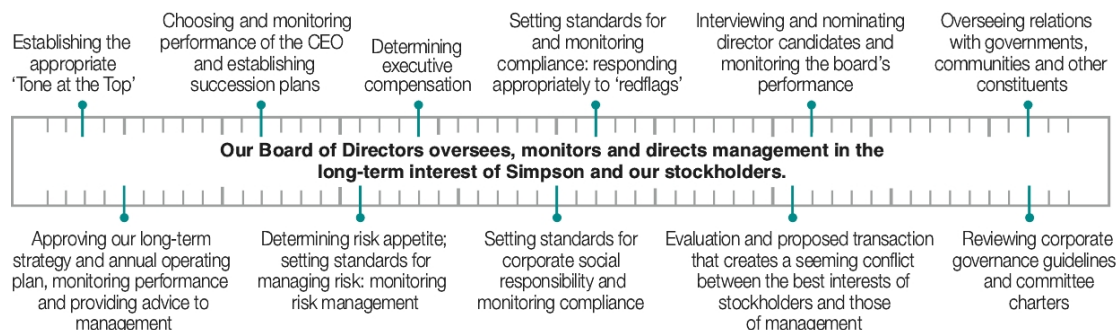 Establishing the
appropriate
‘Tone at the Top’
Choosing and monitoring
performance of the CEO
and establishing
succession plans
Determining
executive
compensation
Setting standards for
and monitoring
compliance: responding
appropriately to ‘redflags’
Interviewing and nominating
director candidates and
monitoring the board’s
performance
Overseeing relations
with governments,
communities and other
constituents
Our Board of Directors oversees, monitors and directs management in the
long-term interest of Simpson and our stockholders.
Approving our long-term
strategy and annual operating
plan, monitoring performance
and providing advice to
management
Determining risk appetite;
setting standards for
managing risk: monitoring
risk management
Setting standards for
corporate social
responsibility and
monitoring compliance
Evaluation and proposed transaction
that creates a seeming conflict
between the best interests of
stockholders and those
of management
Reviewing corporate
governance guidelines
and committee
charters